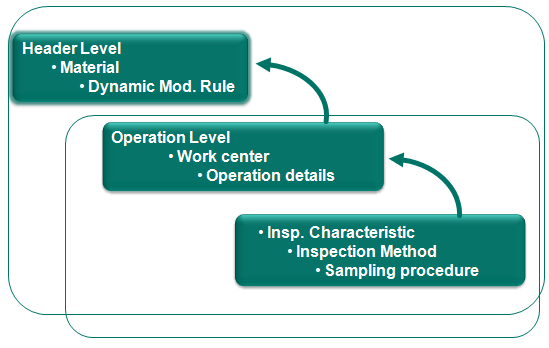 Header Level
• Material
• Dynamic Mod. Rule
Operation Level
• Work center
• Operation details
• Insp. Characteristic
• Inspection Method
• Sampling procedure